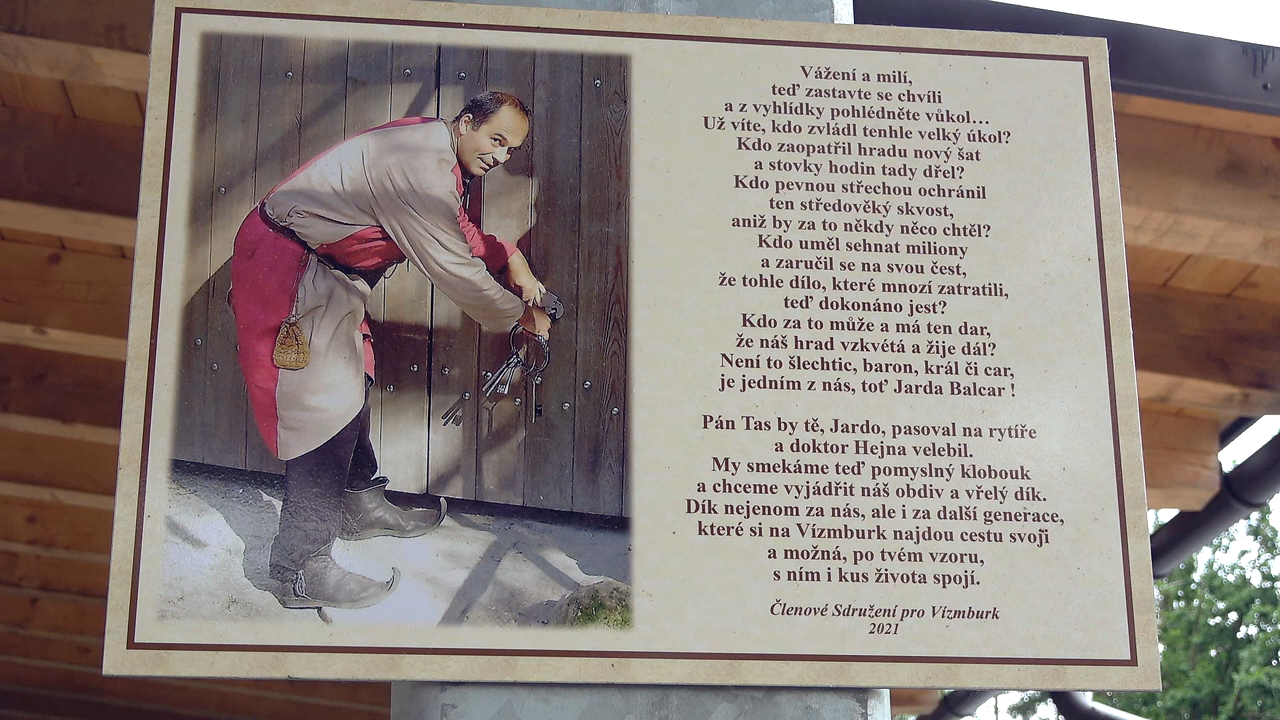 Vážení a milí,
teď zastavte se chvíli
a z vyhlídky pohlédněte vůkol…
Už víte, kdo zvládl tenhle velký úkol?
Kdo zaopatřil hradu nový šat
a stovky hodin tady dřel?
Kdo pevnou střechou ochránil
ten středověký skvost,
aniž by za to někdy něco chtěl?
Kdo uměl sehnat miliony
a zaručil se na svou čest,
že tohle dílo, které mnozí zatratili,
teď dokonáno jest?
Kdo za to může a má ten dar,
že náš hrad vzkvétá a žije dál?
Není to šlechtic, baron, král či car,
je jedním z nás, toť Jarda Balcar !
Pán Tas by tě, Jardo, pasoval na rytíře
a doktor Hejna velebil.
My smekáme teď pomyslný klobouk
a chceme vyjádřit náš obdiv a vřelý dík.
Dík nejenom za nás, ale i za další generace,
které si na Vízmburk najdou cestu svoji
a možná, po tvém vzoru,
s ním i kus života spojí.
Členové Sdružení pro Vízmburk
2021